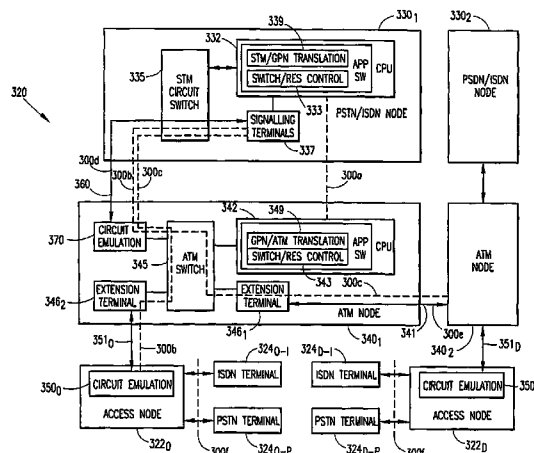 320
330₁
332
339
STM/GPN TRANSLATION
SWITCH/RES CONTROL
APP
SW
CPU
335
STM
CIRCUIT
SWITCH
333
PSTN/ISDN NODE
SIGNALLING
TERMINALS
337
330₂
PSDN/ISDN
NODE
300d
300b
300c
360
300a
342
349
GPN/ATM TRANSLATION
SWITCH/RES CONTROL
APP
SW
CPU
343
370
CIRCUIT
EMULATION
345
ATM
SWITCH
300c
EXTENSION
TERMINAL
346₂
EXTENSION
TERMINAL
346₁
ATM NODE
341
300e
340₁
ATM
NODE
340₂
351₀
300b
351D
350₀
CIRCUIT EMULATION
ACCESS NODE
322₀
324₀₋I
ISDN TERMINAL
PSTN TERMINAL
324₀₋P
300f
324D-I
ISDN TERMINAL
PSTN TERMINAL
324D-P
300f
CIRCUIT EMULATION
350
ACCESS NODE
322D